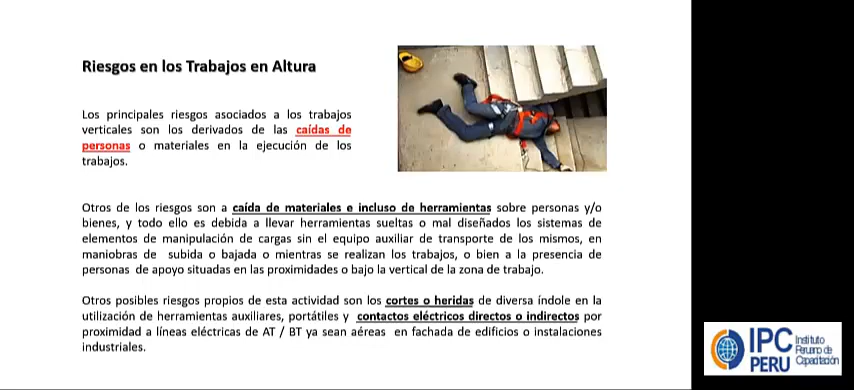 Riesgos en los Trabajos en Altura
Los principales riesgos asociados a los trabajos
verticales son los derivados de las caídas de
personas o materiales en la ejecución de los
trabajos.
Otros de los riesgos son a caída de materiales e incluso de herramientas sobre personas y/o
bienes, y todo ello es debida a llevar herramientas sueltas o mal diseñados los sistemas de
elementos de manipulación de cargas sin el equipo auxiliar de transporte de los mismos, en
maniobras de subida o bajada o mientras se realizan los trabajos, o bien a la presencia de
personas de apoyo situadas en las proximidades o bajo la vertical de la zona de trabajo.
Otros posibles riesgos propios de esta actividad son los cortes o heridas de diversa índole en la
utilización de herramientas auxiliares, portátiles y contactos eléctricos directos o indirectos por
proximidad a líneas eléctricas de AT / BT ya sean aéreas en fachada de edificios o instalaciones
industriales.
IPC
PERU
Instituto
Peruano de
Capacitación